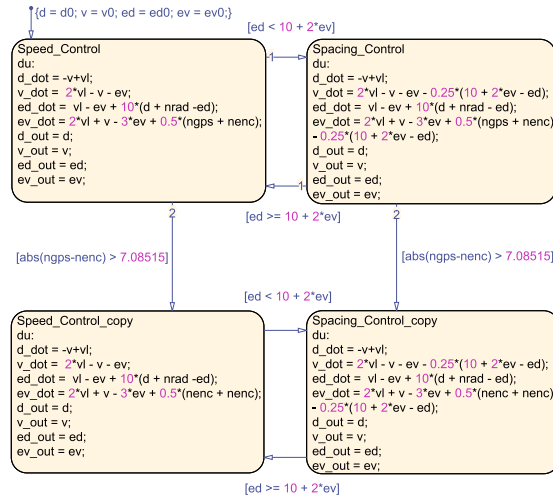 {d = d0; v = v0; ed = ed0; ev = ev0;}
[ed < 10 + 2*ev]
Speed_Control
du:
d_dot = -v+vl;
v_dot = 2*vl - v - ev;
ed_dot =  vl - ev + 10*(d + nrad -ed);
ev_dot = 2*vl + v - 3*ev + 0.5*(ngps + nenc);
d_out = d;
v_out = v;
ed_out = ed;
ev_out = ev;
1
Spacing_Control
du:
d_dot = -v+vl;
v_dot = 2*vl - v - ev - 0.25*(10 + 2*ev - ed);
ed_dot =  vl - ev + 10*(d + nrad - ed);
ev_dot = 2*vl + v - 3*ev + 0.5*(ngps + nenc)
- 0.25*(10 + 2*ev - ed);
d_out = d;
v_out = v;
ed_out = ed;
ev_out = ev;
1
2
[ed >= 10 + 2*ev]
2
[abs(ngps-nenc) > 7.08515]
[abs(ngps-nenc) > 7.08515]
[ed < 10 + 2*ev]
Speed_Control_copy
du:
d_dot = -v+vl;
v_dot = 2*vl - v - ev;
ed_dot =  vl - ev + 10*(d + nrad -ed);
ev_dot = 2*vl + v - 3*ev + 0.5*(nenc + nenc);
d_out = d;
v_out = v;
ed_out = ed;
ev_out = ev;
Spacing_Control_copy
du:
d_dot = -v+vl;
v_dot = 2*vl - v - ev - 0.25*(10 + 2*ev - ed);
ed_dot =  vl - ev + 10*(d + nrad - ed);
ev_dot = 2*vl + v - 3*ev + 0.5*(nenc + nenc)
- 0.25*(10 + 2*ev - ed);
d_out = d;
v_out = v;
ed_out = ed;
ev_out = ev;
[ed >= 10 + 2*ev]